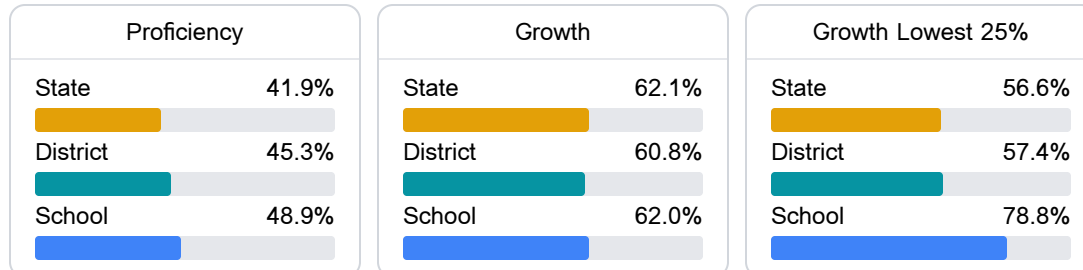 Proficiency
State 41.9%
District 45.3%
School 48.9%
Growth
State 62.1%
District 60.8%
School 62.0%
Growth Lowest 25%
State 56.6%
District 57.4%
School 78.8%